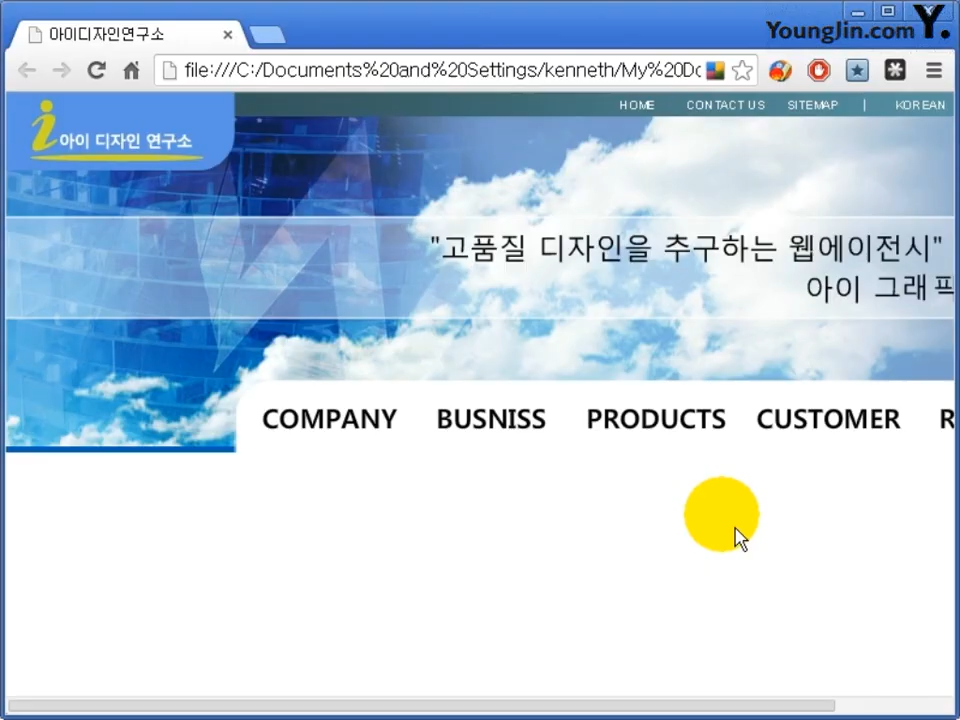 아이디자인연구소
YoungJin.com Y.
file:///C:/Documents%20and%20Settings/kenneth/My%20Do
HOME CONTACT US SITEMAP | KOREAN
i 아이 디자인 연구소
"고품질 디자인을 추구하는 웹에이전시"
아이 그래픽
COMPANY BUSNISS PRODUCTS CUSTOMER R